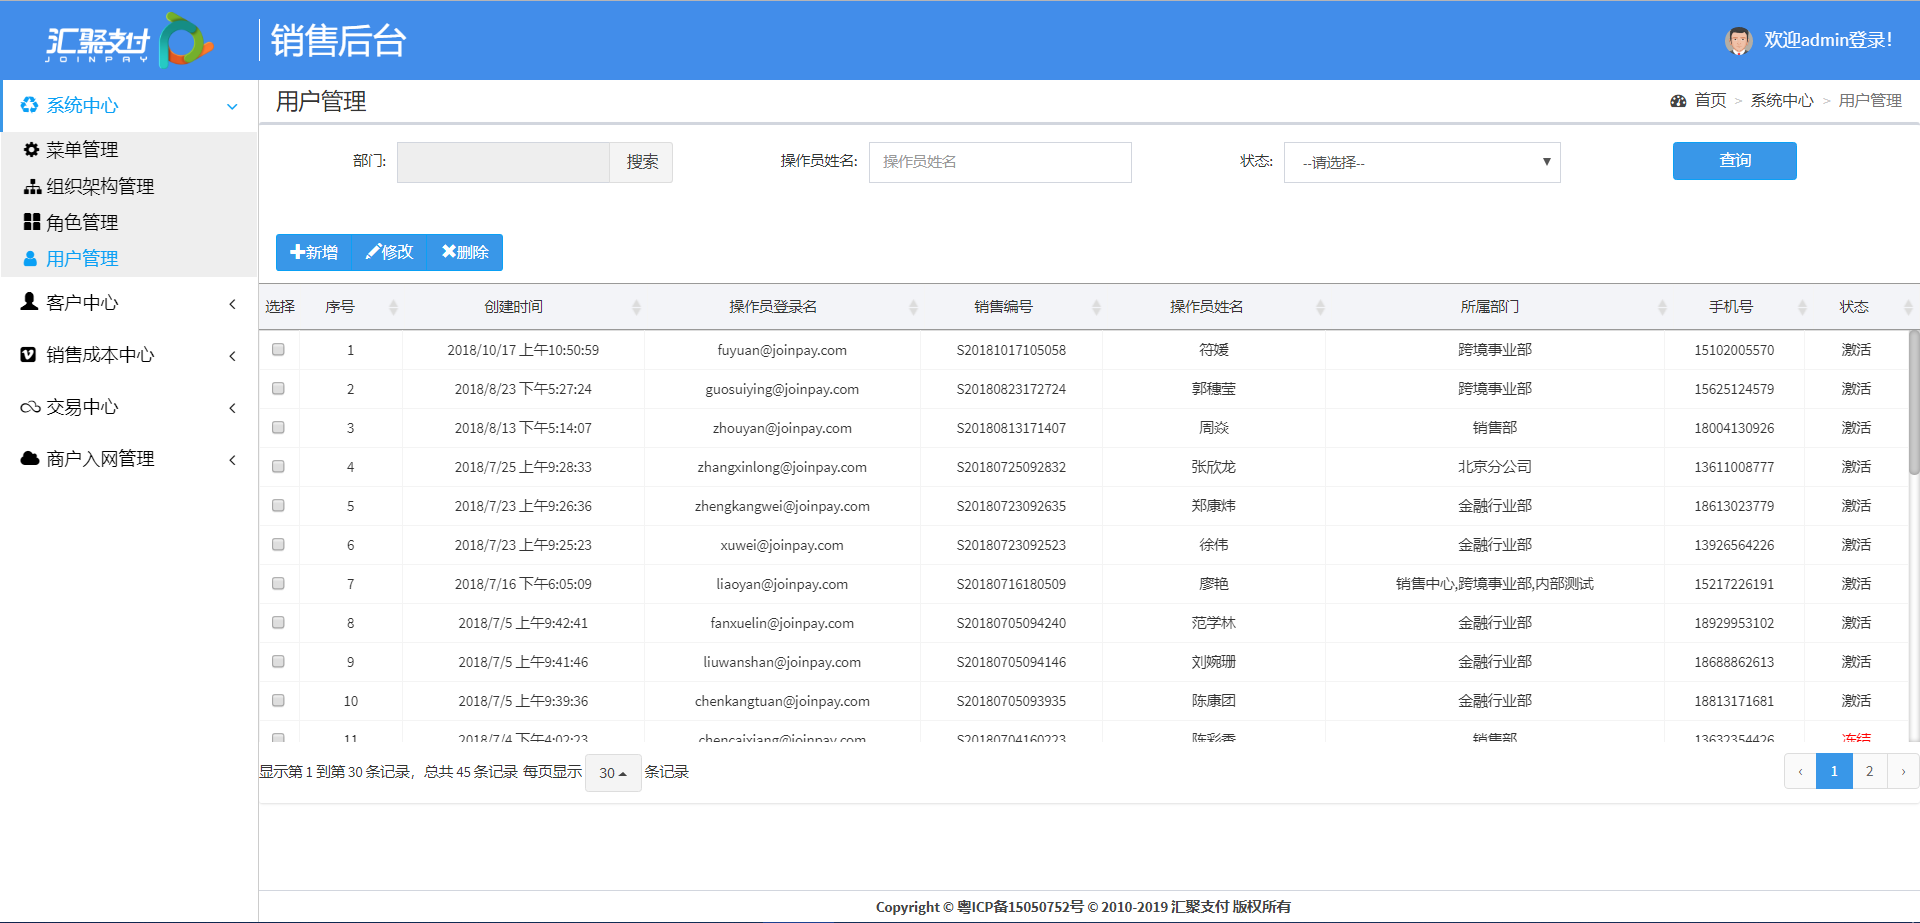 汇聚支付 JOINPAY 销售后台 欢迎admin登录!
系统中心
菜单管理
组织架构管理
角色管理
用户管理
客户中心
销售成本中心
交易中心
商户入网管理
用户管理 首页 > 系统中心 > 用户管理
部门: 搜索 操作员姓名: 操作员姓名 状态: --请选择-- 查询
新增 修改 删除
选择 序号 创建时间 操作员登录名 销售编号 操作员姓名 所属部门 手机号 状态
1 2018/10/17 上午10:50:59 fuyuan@joinpay.com S20181017105058 符媛 跨境事业部 15102005570 激活
2 2018/8/23 下午5:27:24 guosuiying@joinpay.com S20180823172724 郭穗莹 跨境事业部 15625124579 激活
3 2018/8/13 下午5:14:07 zhouyan@joinpay.com S20180813171407 周焱 销售部 18004130926 激活
4 2018/7/25 上午9:28:33 zhangxinlong@joinpay.com S20180725092832 张欣龙 北京分公司 13611008777 激活
5 2018/7/23 上午9:26:36 zhengkangwei@joinpay.com S20180723092635 郑康炜 金融行业部 18613023779 激活
6 2018/7/23 上午9:25:23 xuwei@joinpay.com S20180723092523 徐伟 金融行业部 13926564226 激活
7 2018/7/16 下午6:05:09 liaoyan@joinpay.com S20180716180509 廖艳 销售中心,跨境事业部,内部测试 15217226191 激活
8 2018/7/5 上午9:42:41 fanxuelin@joinpay.com S20180705094240 范学林 金融行业部 18929953102 激活
9 2018/7/5 上午9:41:46 liuwanshan@joinpay.com S20180705094146 刘婉珊 金融行业部 18688862613 激活
10 2018/7/5 上午9:39:36 chenkangtuan@joinpay.com S20180705093935 陈康团 金融行业部 18813171681 激活
11 2018/7/4 下午4:02:23 chencaixiang@joinpay.com S20180704160223 陈彩香 销售部 13632354426 冻结
显示第 1 到第 30 条记录，总共 45 条记录 每页显示 30 条记录 ‹ 1 2 ›
Copyright © 粤ICP备15050752号 © 2010-2019 汇聚支付 版权所有